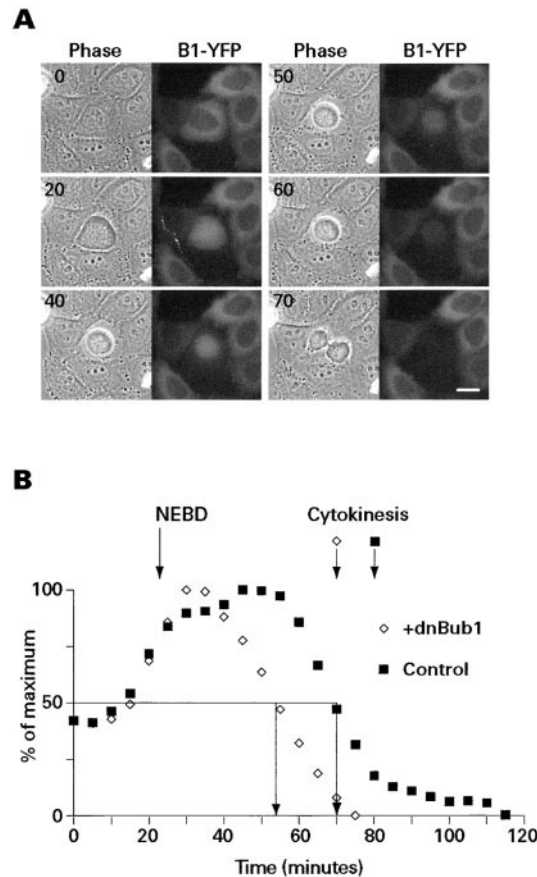 A
Phase B1-YFP Phase B1-YFP
0 50
20 60
40 70
B
NEBD Cytokinesis
100
+dnBub1
Control
50
0
% of maximum
0 20 40 60 80 100 120
Time (minutes)